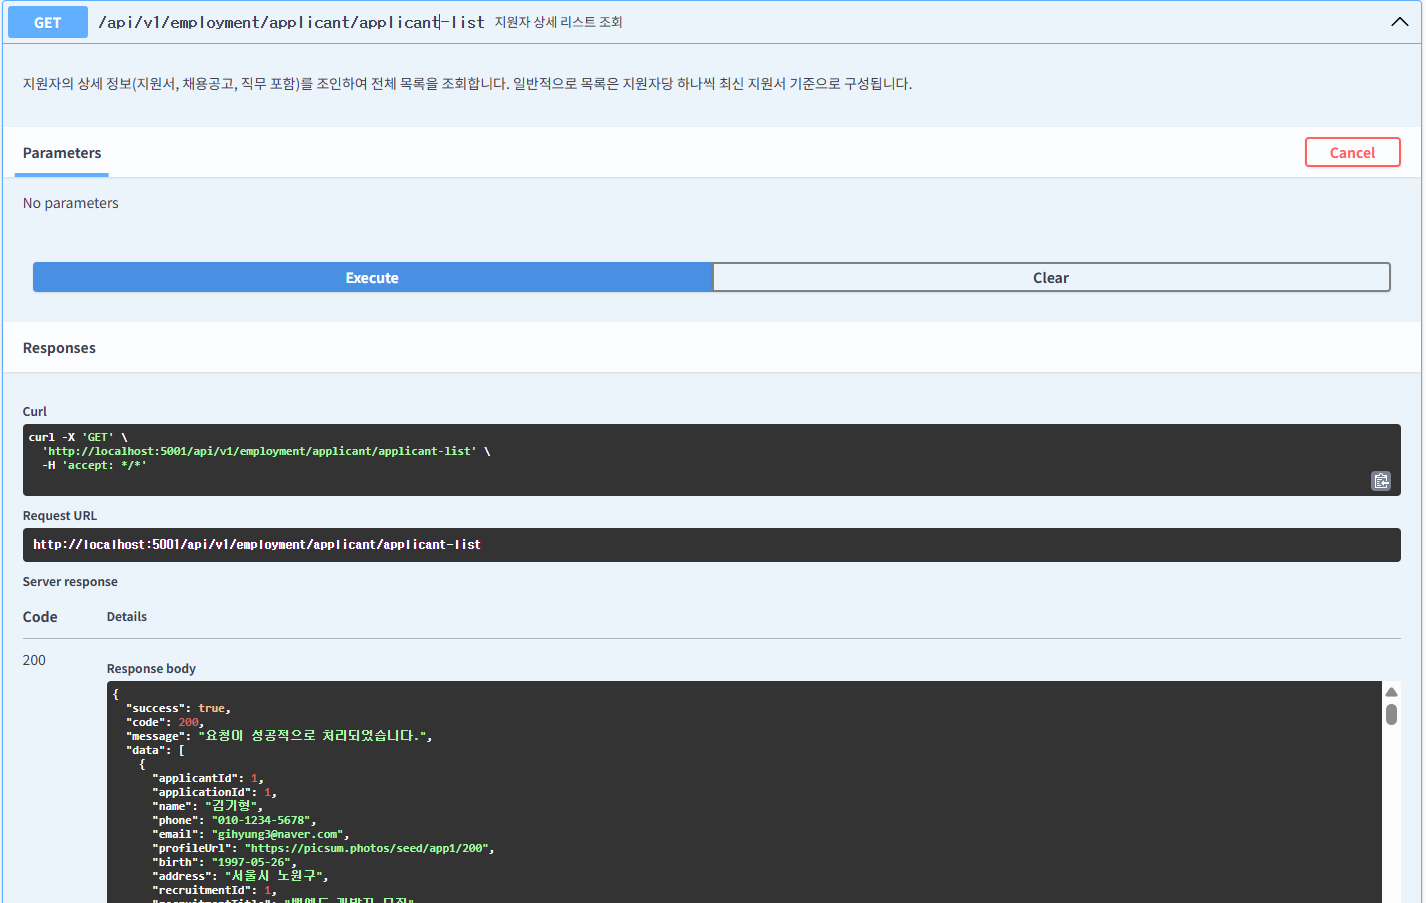 GET /api/v1/employment/applicant/applicant-list 지원자 상세 리스트 조회
지원자의 상세 정보(지원서, 채용공고, 직무 포함)를 조인하여 전체 목록을 조회합니다. 일반적으로 목록은 지원자당 하나씩 최신 지원서 기준으로 구성됩니다.
Parameters
Cancel
No parameters
Execute
Clear
Responses
Curl
curl -X 'GET' \
'http://localhost:5001/api/v1/employment/applicant/applicant-list' \
-H 'accept: */*'
Request URL
http://localhost:5001/api/v1/employment/applicant/applicant-list
Server response
Code Details
200
Response body
{
"success": true,
"code": 200,
"message": "요청이 성공적으로 처리되었습니다.",
"data": [
{
"applicantId": 1,
"applicationId": 1,
"name": "김기형",
"phone": "010-1234-5678",
"email": "gihyung3@naver.com",
"profileUrl": "https://picsum.photos/seed/app1/200",
"birth": "1997-05-26",
"address": "서울시 노원구",
"recruitmentId": 1,